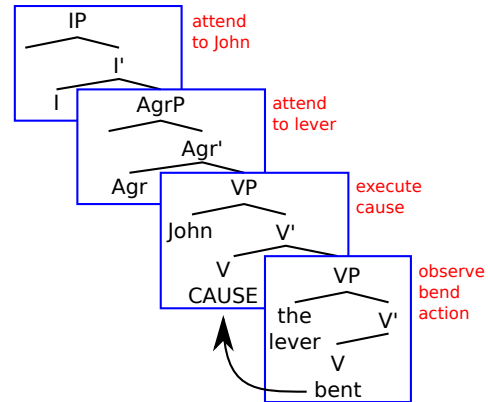 IP
attend
to John
I'
I
AgrP
attend
to lever
Agr'
Agr
VP
execute
cause
John
V'
V
CAUSE
VP
observe
bend
action
the
lever
V'
V
bent